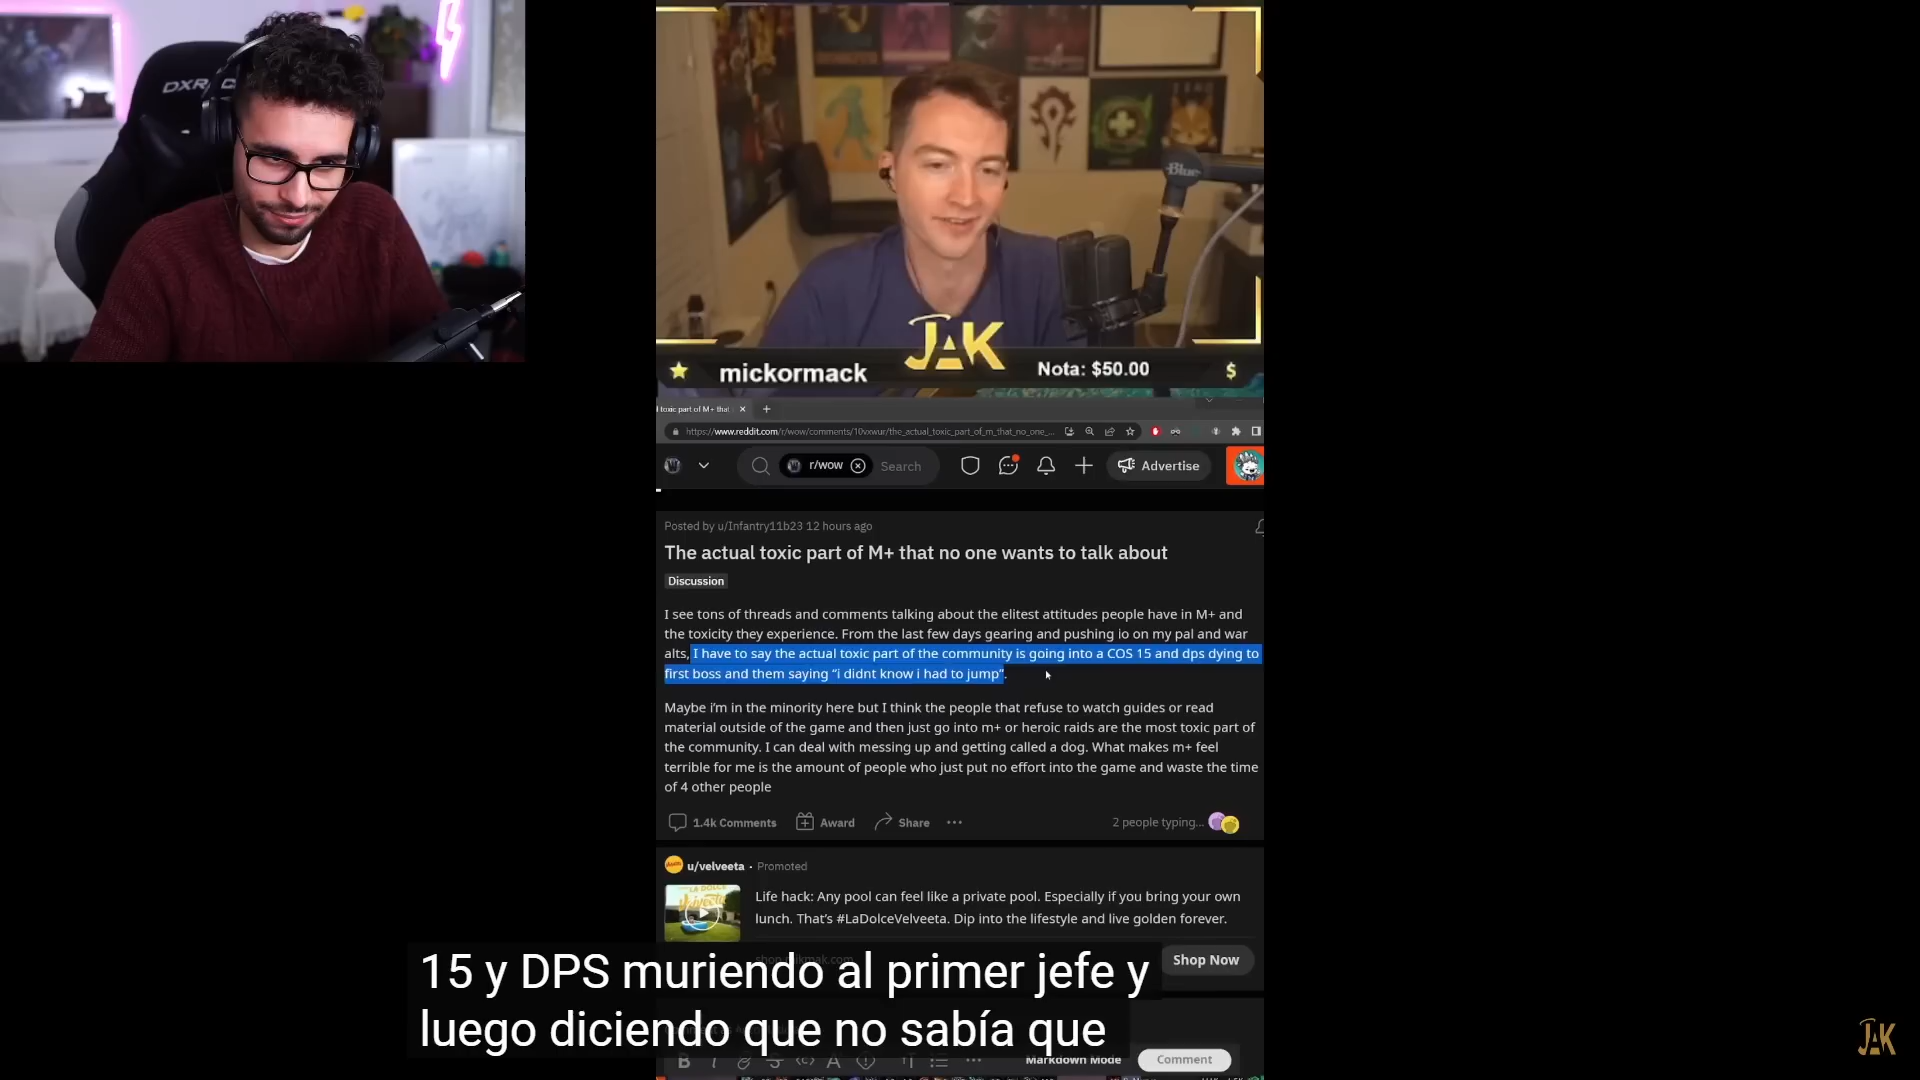 DXR
Blue
JAK
mickormack
Nota: $50.00
$
toxic part of M+ that
https://www.reddit.com/r/wow/comments/10vxwur/the_actual_toxic_part_of_m_that_no_one_...
r/wow
Search
Advertise
Posted by u/Infantry11b23 12 hours ago
The actual toxic part of M+ that no one wants to talk about
Discussion
I see tons of threads and comments talking about the elitest attitudes people have in M+ and
the toxicity they experience. From the last few days gearing and pushing io on my pal and war
alts, I have to say the actual toxic part of the community is going into a COS 15 and dps dying to
first boss and them saying “i didnt know i had to jump”.
Maybe i’m in the minority here but I think the people that refuse to watch guides or read
material outside of the game and then just go into m+ or heroic raids are the most toxic part of
the community. I can deal with messing up and getting called a dog. What makes m+ feel
terrible for me is the amount of people who just put no effort into the game and waste the time
of 4 other people
1.4k Comments
Award
Share
2 people typing...
u/velveeta · Promoted
Life hack: Any pool can feel like a private pool. Especially if you bring your own
lunch. That’s #LaDolceVelveeta. Dip into the lifestyle and live golden forever.
Shop Now
15 y DPS muriendo al primer jefe y
luego diciendo que no sabía que
Markdown Mode
Comment
JAK